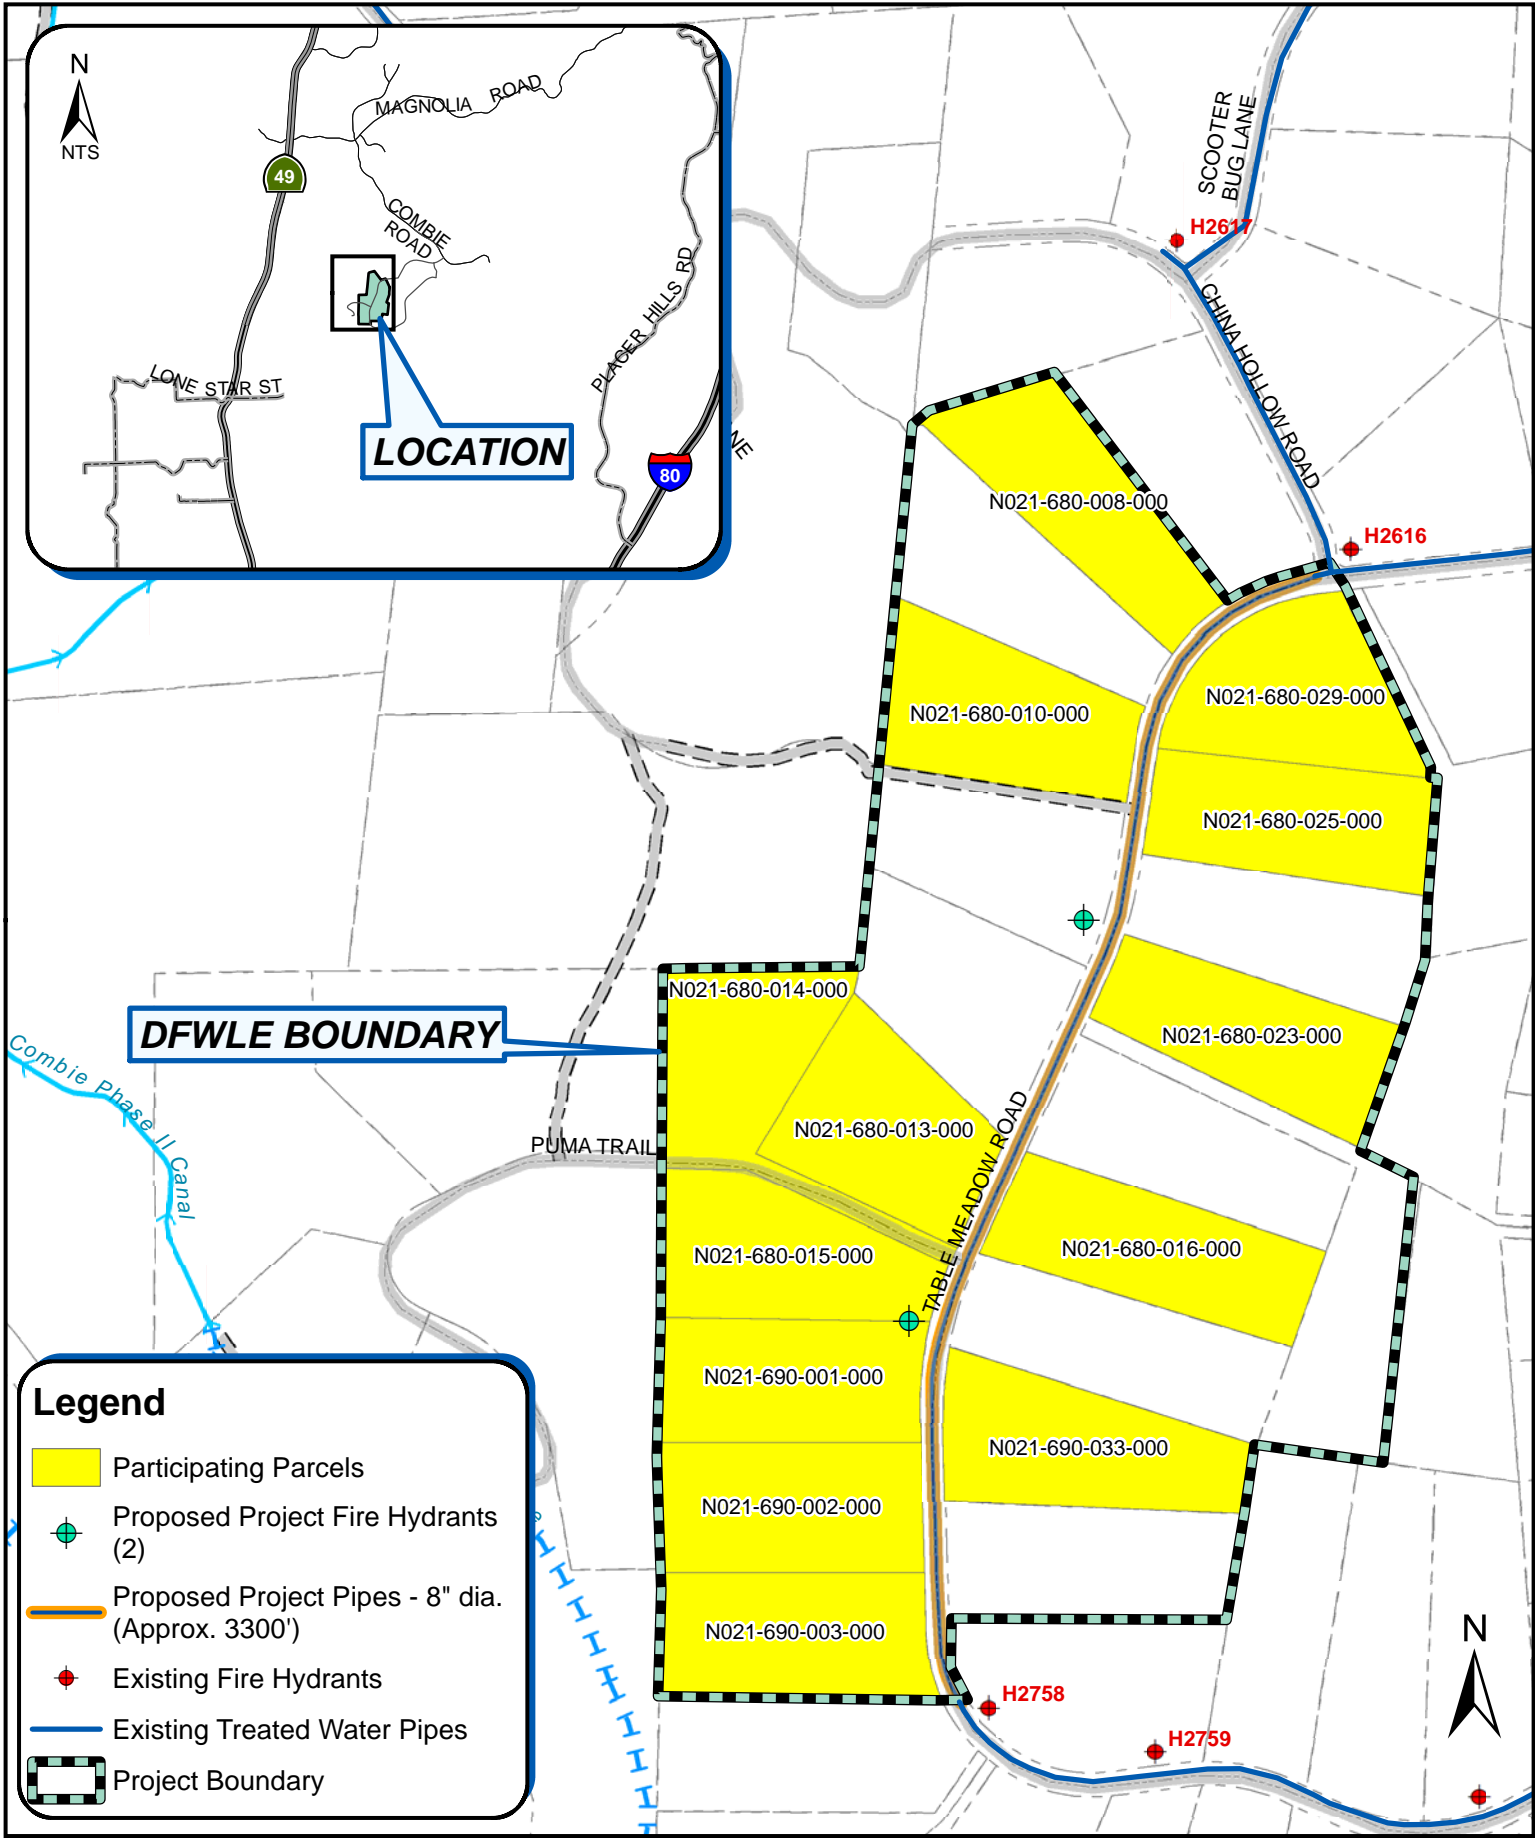 N
NTS
MAGNOLIA ROAD
49
COMBIE
ROAD
PLACER HILLS RD
LONE STAR ST
LOCATION
80
NE
SCOOTER
BUG LANE
H2617
CHINA HOLLOW ROAD
H2616
N021-680-008-000
N021-680-029-000
N021-680-010-000
N021-680-025-000
N021-680-014-000
DFWLE BOUNDARY
N021-680-023-000
Combie Phase II Canal
N021-680-013-000
PUMA TRAIL
TABLE MEADOW ROAD
N021-680-015-000
N021-680-016-000
N021-690-001-000
N021-690-033-000
N021-690-002-000
N021-690-003-000
H2758
H2759
N
Legend
Participating Parcels
Proposed Project Fire Hydrants
(2)
Proposed Project Pipes - 8" dia.
(Approx. 3300')
Existing Fire Hydrants
Existing Treated Water Pipes
Project Boundary